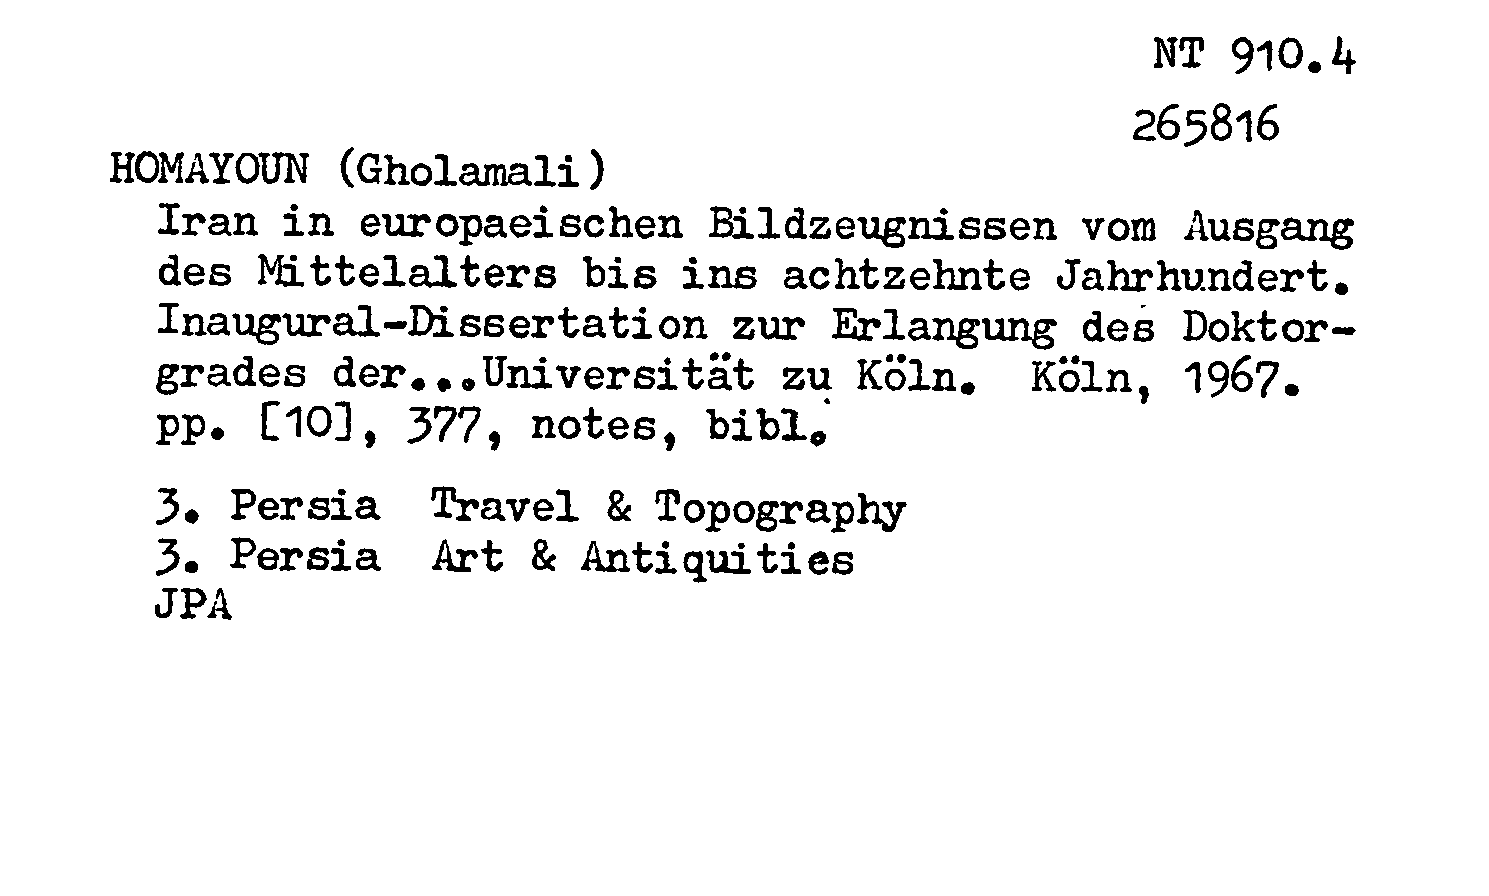 NT 910.4
265816
HOMAYOUN (Gholamali)
Iran in europaeischen Bildzeugnissen vom Ausgang
des Mittelalters bis ins achtzehnte Jahrhundert.
Inaugural-Dissertation zur Erlangung des Doktor-
grades der...Universität zu Köln. Köln, 1967.
pp. [10], 377, notes, bibl.
3. Persia Travel & Topography
3. Persia Art & Antiquities
JPA